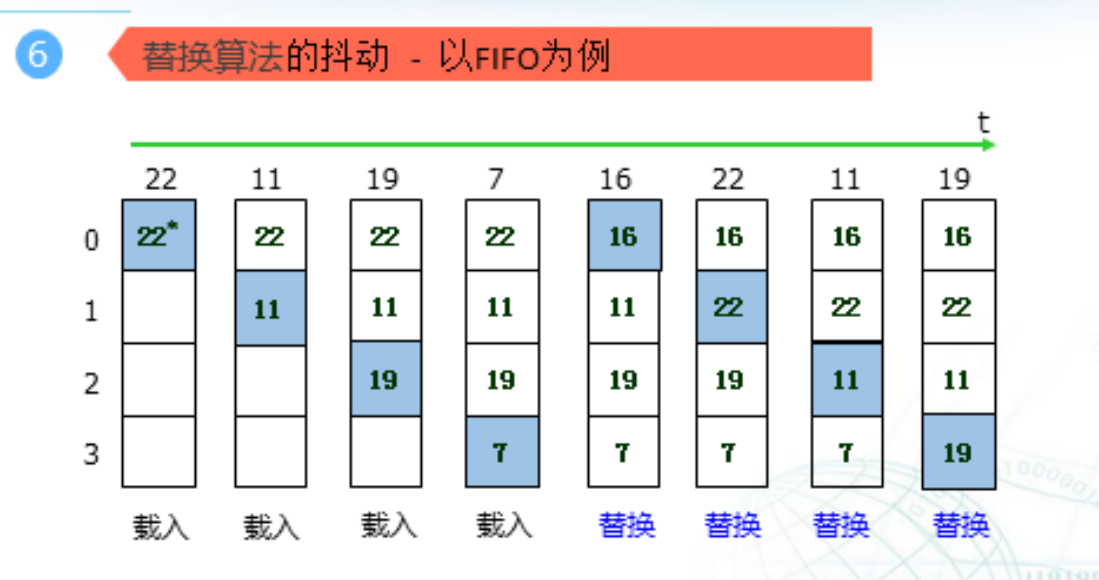 6
替换算法的抖动 - 以FIFO为例
t
22 11 19 7 16 22 11 19
0 22* 22 22 22 16 16 16 16
1 11 11 11 11 22 22 22
2 19 19 19 19 11 11
3 7 7 7 7 19
载入 载入 载入 载入 替换 替换 替换 替换